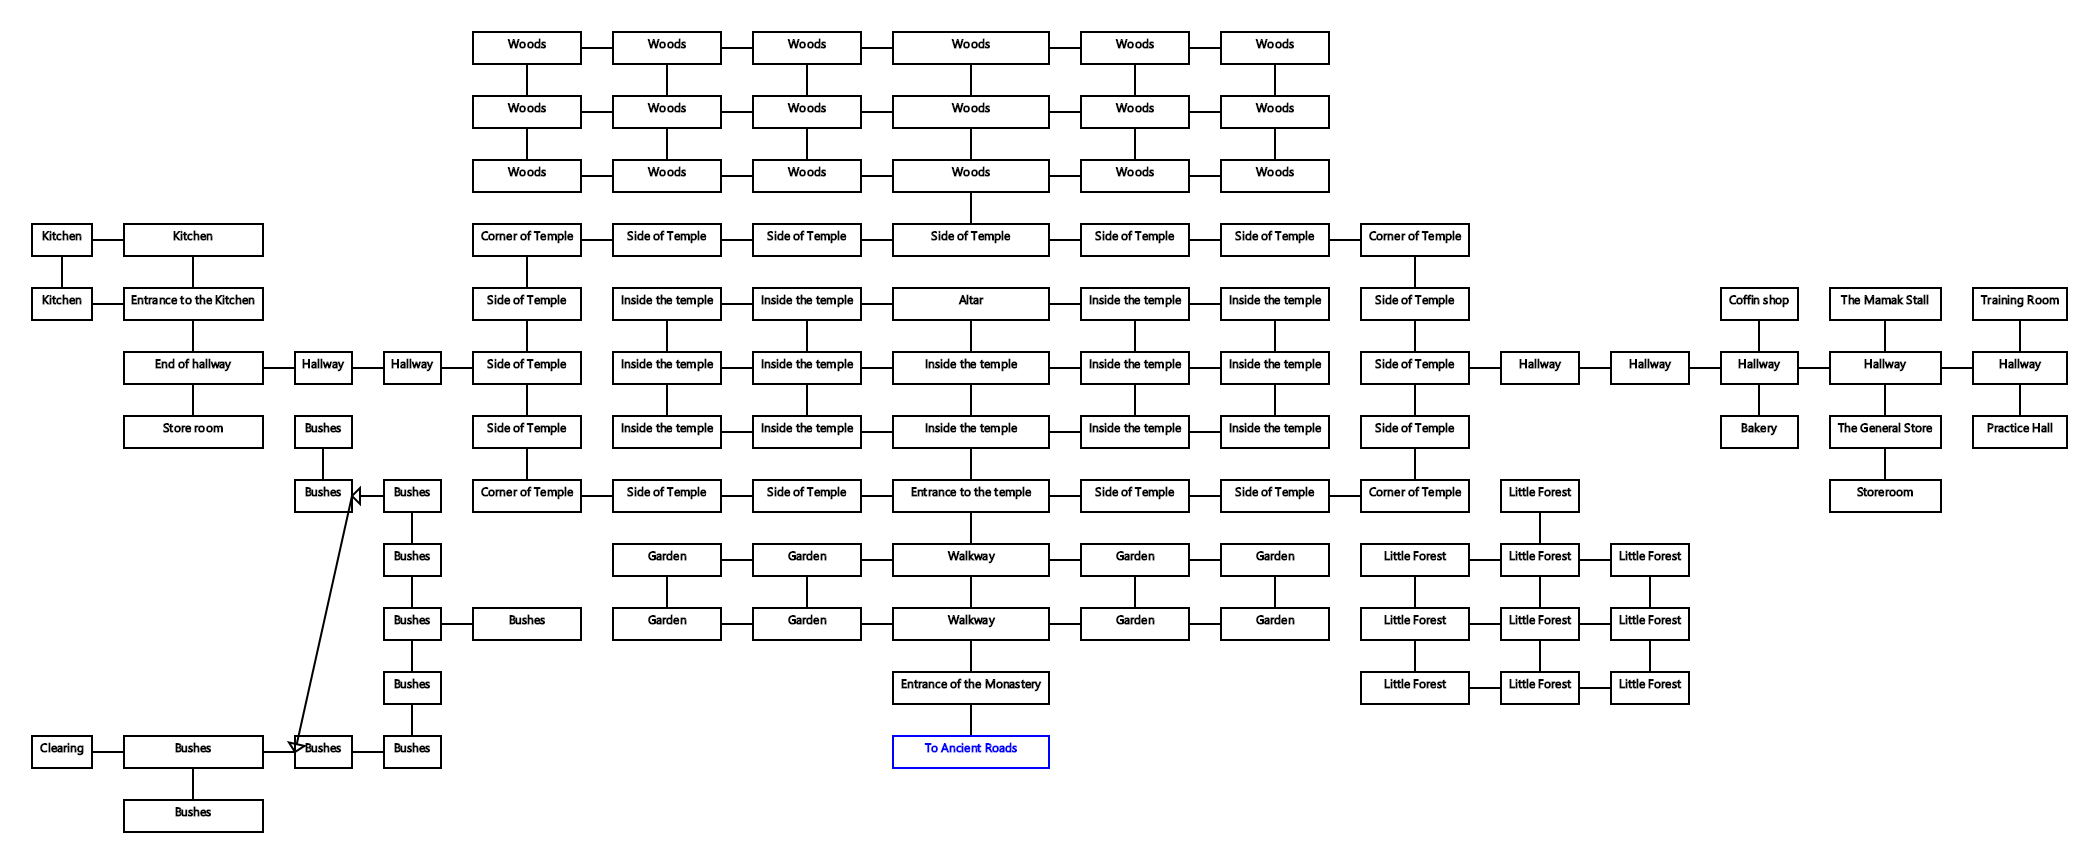 Woods Woods Woods Woods Woods Woods
Woods Woods Woods Woods Woods Woods
Woods Woods Woods Woods Woods Woods
Kitchen Kitchen Corner of Temple Side of Temple Side of Temple Side of Temple Side of Temple Side of Temple Corner of Temple
Kitchen Entrance to the Kitchen Side of Temple Inside the temple Inside the temple Altar Inside the temple Inside the temple Side of Temple Coffin shop The Mamak Stall Training Room
End of hallway Hallway Hallway Side of Temple Inside the temple Inside the temple Inside the temple Inside the temple Inside the temple Side of Temple Hallway Hallway Hallway Hallway Hallway
Store room Bushes Side of Temple Inside the temple Inside the temple Inside the temple Inside the temple Inside the temple Side of Temple Bakery The General Store Practice Hall
Bushes Bushes Corner of Temple Side of Temple Side of Temple Entrance to the temple Side of Temple Side of Temple Corner of Temple Little Forest Storeroom
Bushes Garden Garden Walkway Garden Garden Little Forest Little Forest Little Forest
Bushes Bushes Garden Garden Walkway Garden Garden Little Forest Little Forest Little Forest
Bushes Entrance of the Monastery Little Forest Little Forest Little Forest
Clearing Bushes Bushes Bushes To Ancient Roads
Bushes